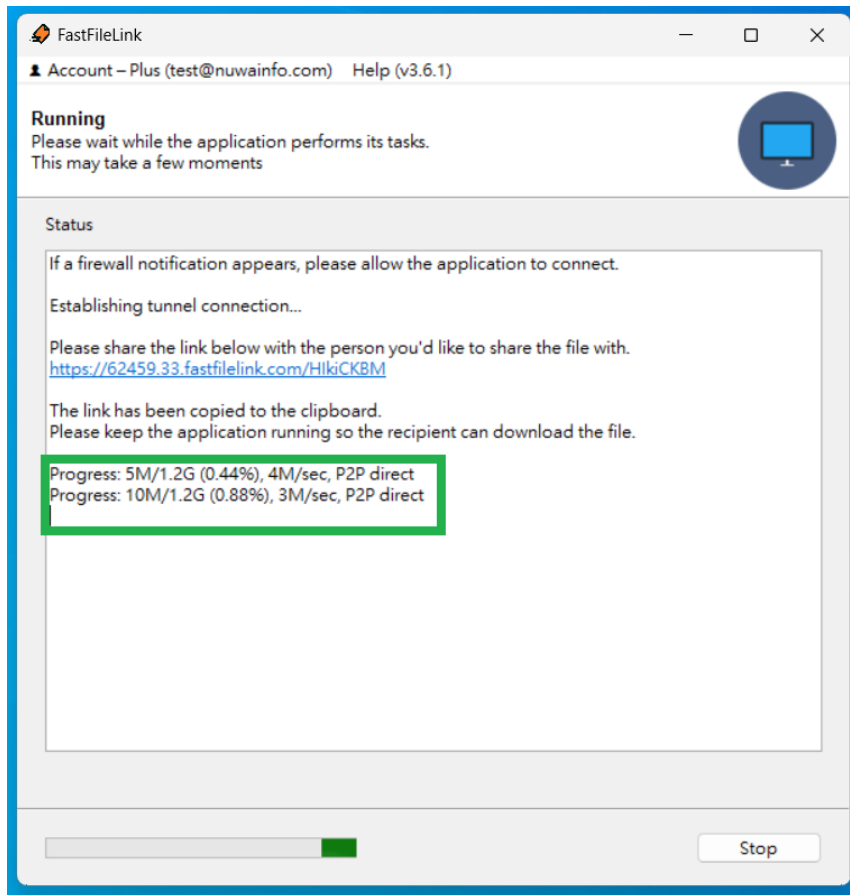 FastFileLink
Account – Plus (test@nuwainfo.com) Help (v3.6.1)
Running
Please wait while the application performs its tasks.
This may take a few moments
Status
If a firewall notification appears, please allow the application to connect.
Establishing tunnel connection...
Please share the link below with the person you'd like to share the file with.
https://62459.33.fastfilelink.com/HIkiCKBM
The link has been copied to the clipboard.
Please keep the application running so the recipient can download the file.
Progress: 5M/1.2G (0.44%), 4M/sec, P2P direct
Progress: 10M/1.2G (0.88%), 3M/sec, P2P direct
Stop